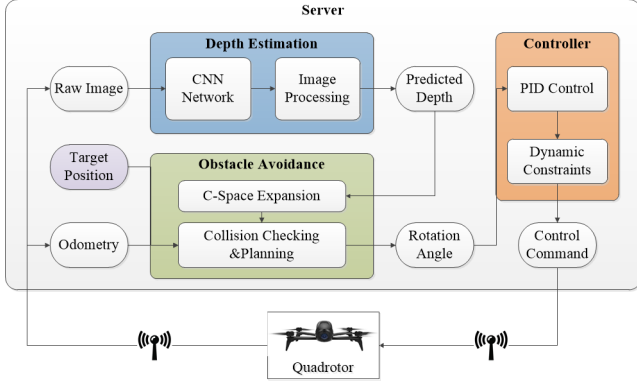 Server
Depth Estimation
Controller
Raw Image
CNN
Network
Image
Processing
Predicted
Depth
PID Control
Target
Position
Obstacle Avoidance
Dynamic
Constraints
C-Space Expansion
Odometry
Collision Checking
&Planning
Rotation
Angle
Control
Command
Quadrotor